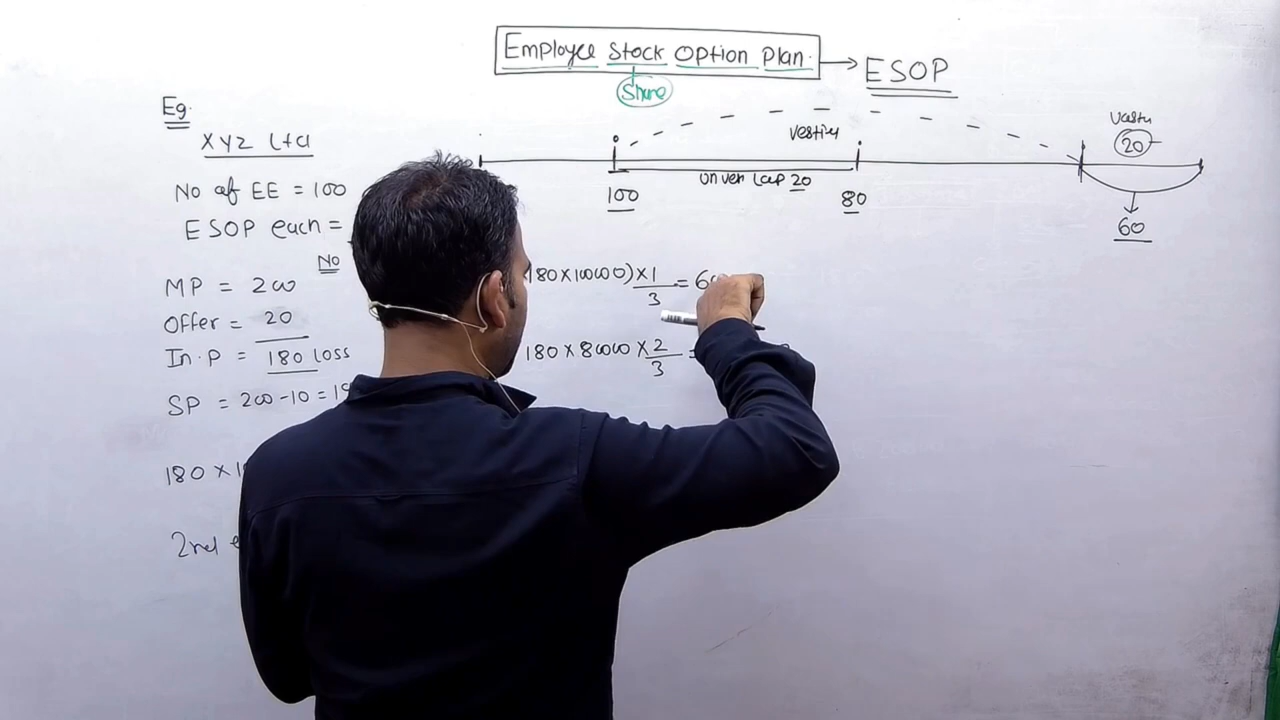 Employee Stock Option Plan. → ESOP
Share
Eg.
XYZ Ltd
No of EE = 100
ESOP each =
No
MP = 200
Offer = 20
In.P = 180 loss
SP = 200-10 = 19
180 × 1
2nd e
vesting
20
100
20
80
60
180×10000) × 1/3 = 60
180 × 8000 × 2/3 =